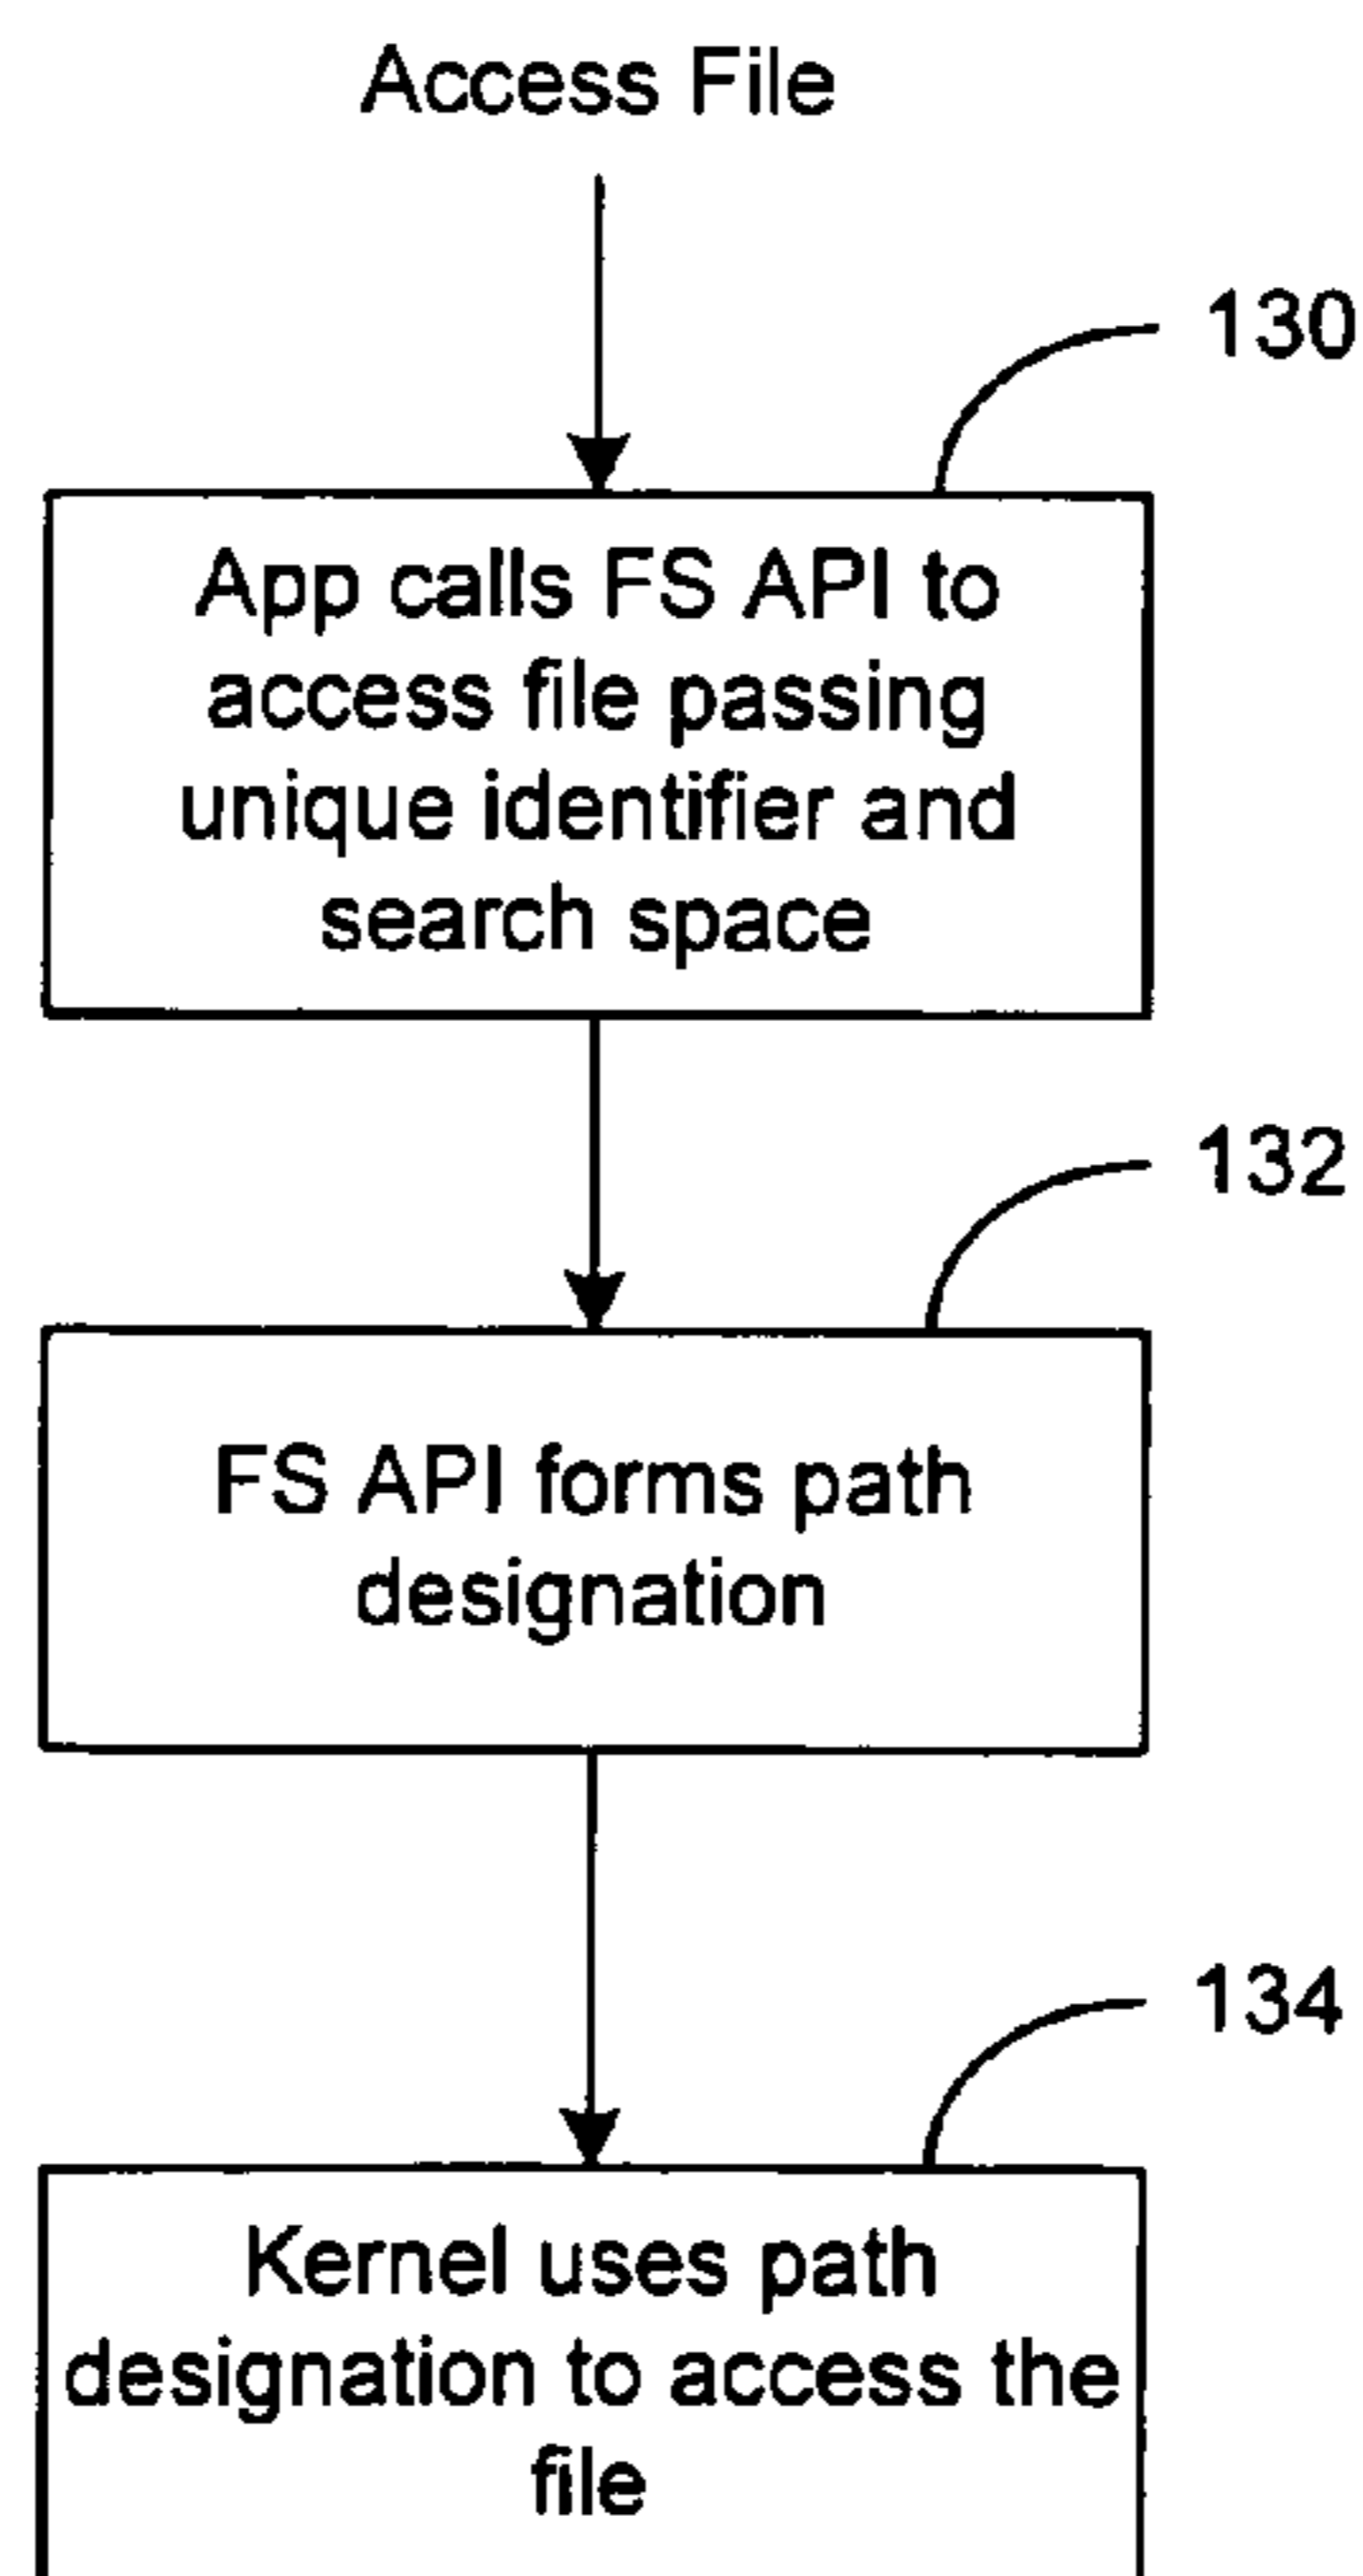 Access File
130
App calls FS API to
access file passing
unique identifier and
search space
132
FS API forms path
designation
134
Kernel uses path
designation to access the
file